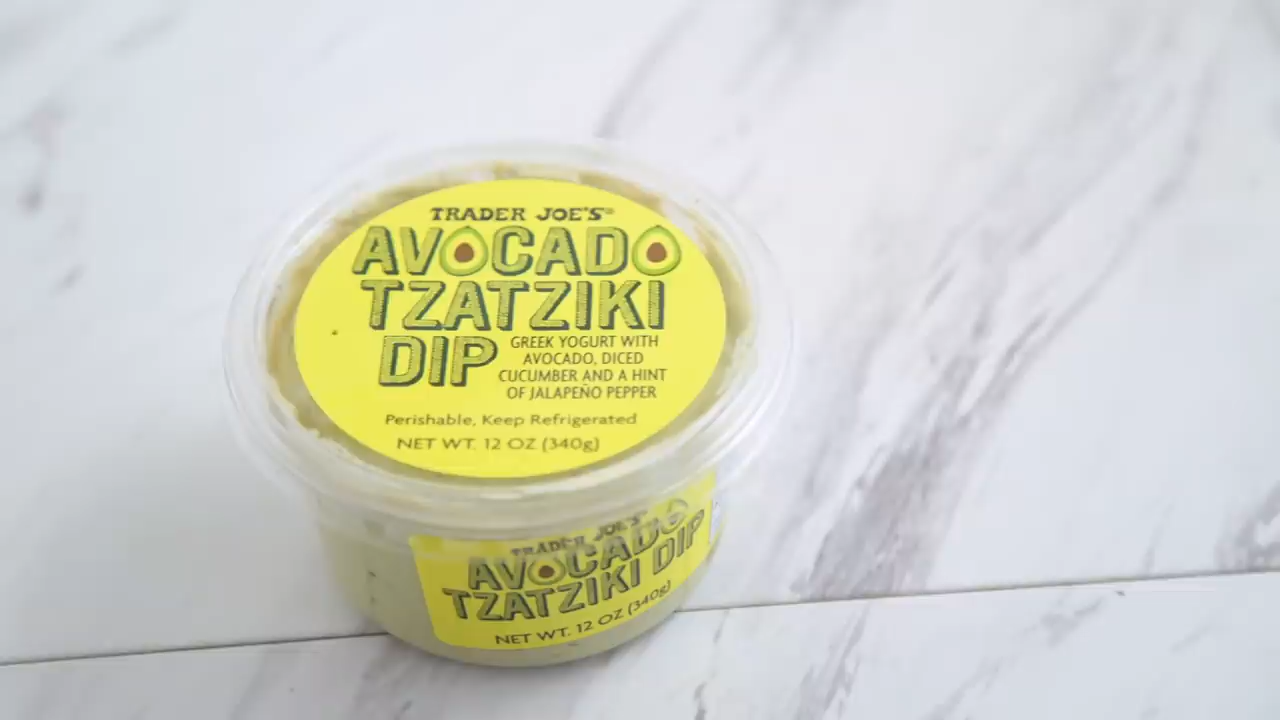 TRADER JOE'S®
AVOCADO
TZATZIKI
DIP
GREEK YOGURT WITH
AVOCADO, DICED
CUCUMBER AND A HINT
OF JALAPEÑO PEPPER
Perishable, Keep Refrigerated
NET WT. 12 OZ (340g)
TRADER JOE'S
AVOCADO
TZATZIKI DIP
NET WT. 12 OZ (340g)